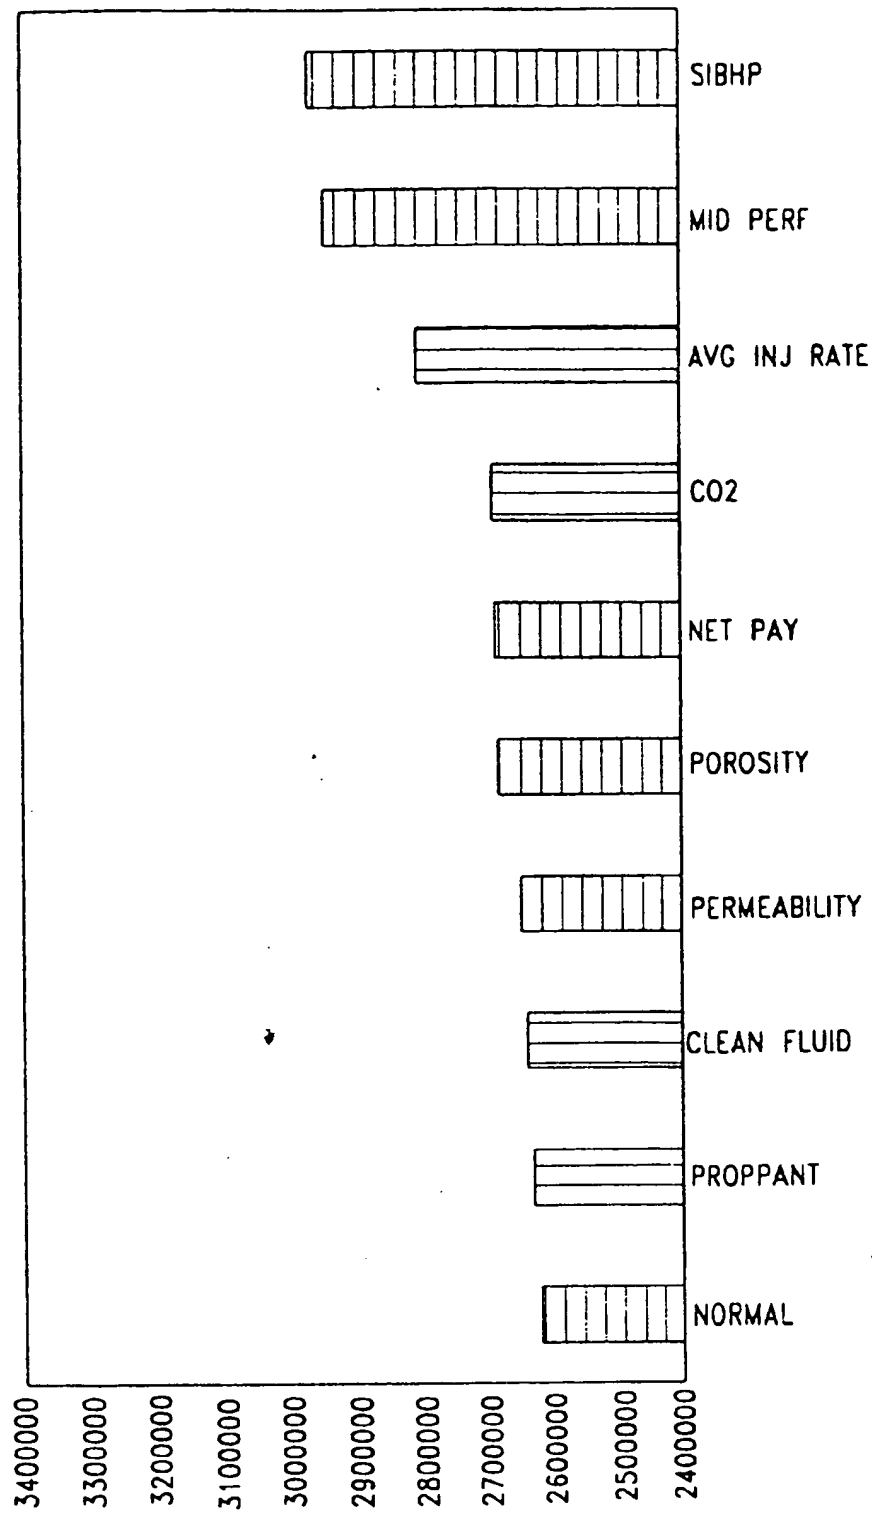 SIBHP
MID PERF
AVG INJ RATE
CO2
NET PAY
POROSITY
PERMEABILITY
CLEAN FLUID
PROPPANT
NORMAL
3400000
3300000
3200000
3100000
3000000
2900000
2800000
2700000
2600000
2500000
2400000